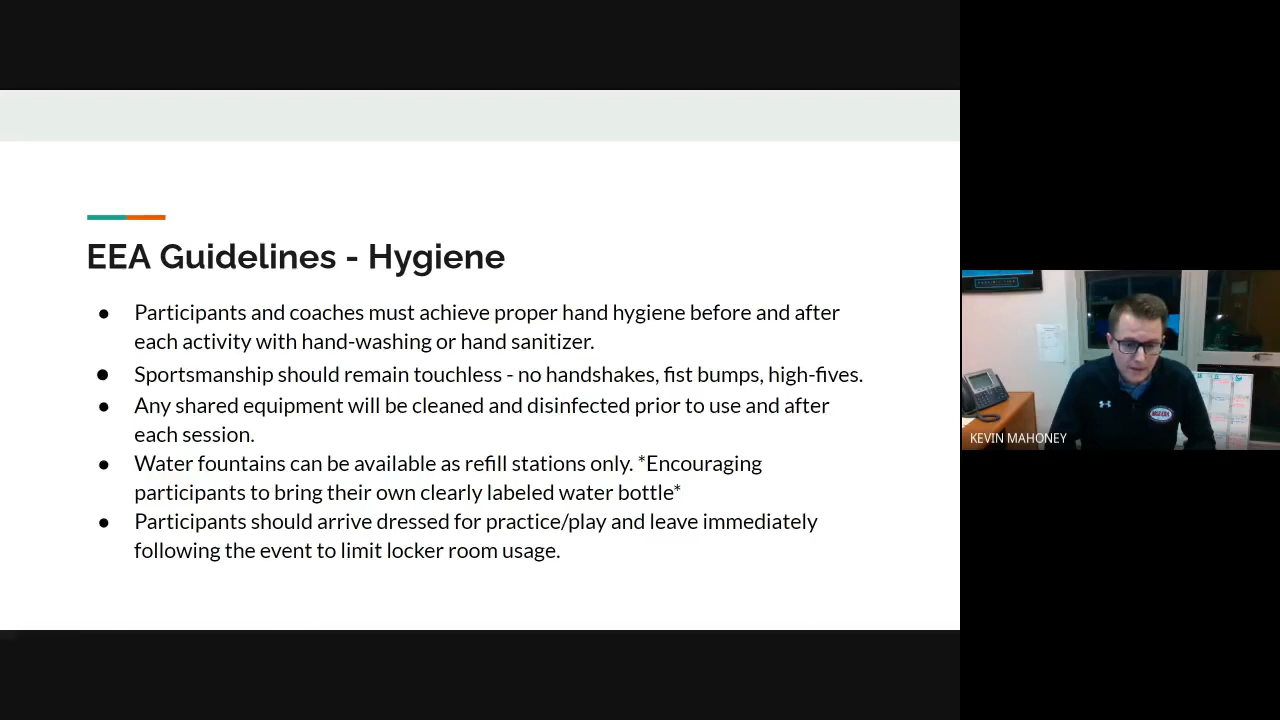 EEA Guidelines - Hygiene
● Participants and coaches must achieve proper hand hygiene before and after
each activity with hand-washing or hand sanitizer.
● Sportsmanship should remain touchless - no handshakes, fist bumps, high-fives.
● Any shared equipment will be cleaned and disinfected prior to use and after
each session.
● Water fountains can be available as refill stations only. *Encouraging
participants to bring their own clearly labeled water bottle*
● Participants should arrive dressed for practice/play and leave immediately
following the event to limit locker room usage.
KEVIN MAHONEY